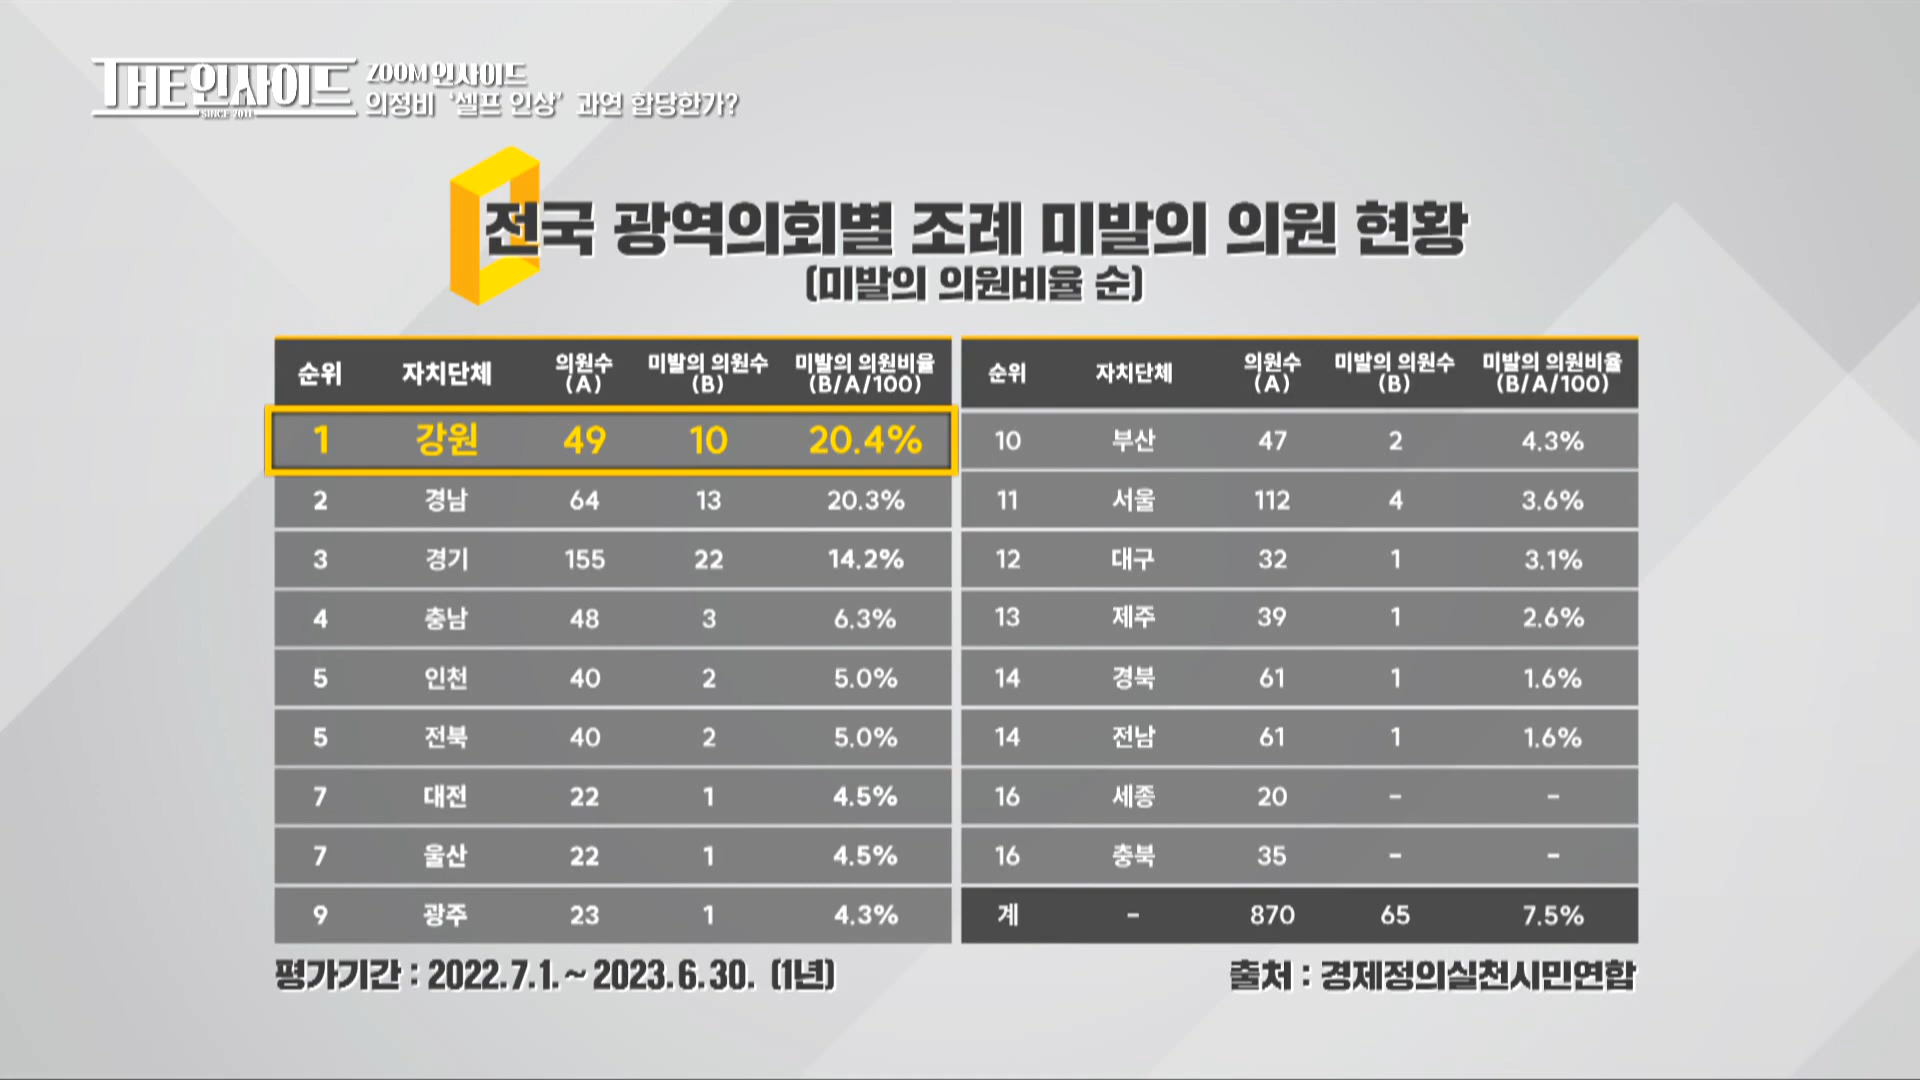 THE인사이드
SINCE 2011
ZOOM 인사이드
의정비 ‘셀프 인상’ 과연 합당한가?
전국 광역의회별 조례 미발의 의원 현황
(미발의 의원비율 순)
순위 자치단체 의원수 (A) 미발의 의원수 (B) 미발의 의원비율 (B/A/100)
1 강원 49 10 20.4%
2 경남 64 13 20.3%
3 경기 155 22 14.2%
4 충남 48 3 6.3%
5 인천 40 2 5.0%
5 전북 40 2 5.0%
7 대전 22 1 4.5%
7 울산 22 1 4.5%
9 광주 23 1 4.3%
순위 자치단체 의원수 (A) 미발의 의원수 (B) 미발의 의원비율 (B/A/100)
10 부산 47 2 4.3%
11 서울 112 4 3.6%
12 대구 32 1 3.1%
13 제주 39 1 2.6%
14 경북 61 1 1.6%
14 전남 61 1 1.6%
16 세종 20 - -
16 충북 35 - -
계 - 870 65 7.5%
평가기간 : 2022.7.1. ~ 2023.6.30. (1년)
출처 : 경제정의실천시민연합